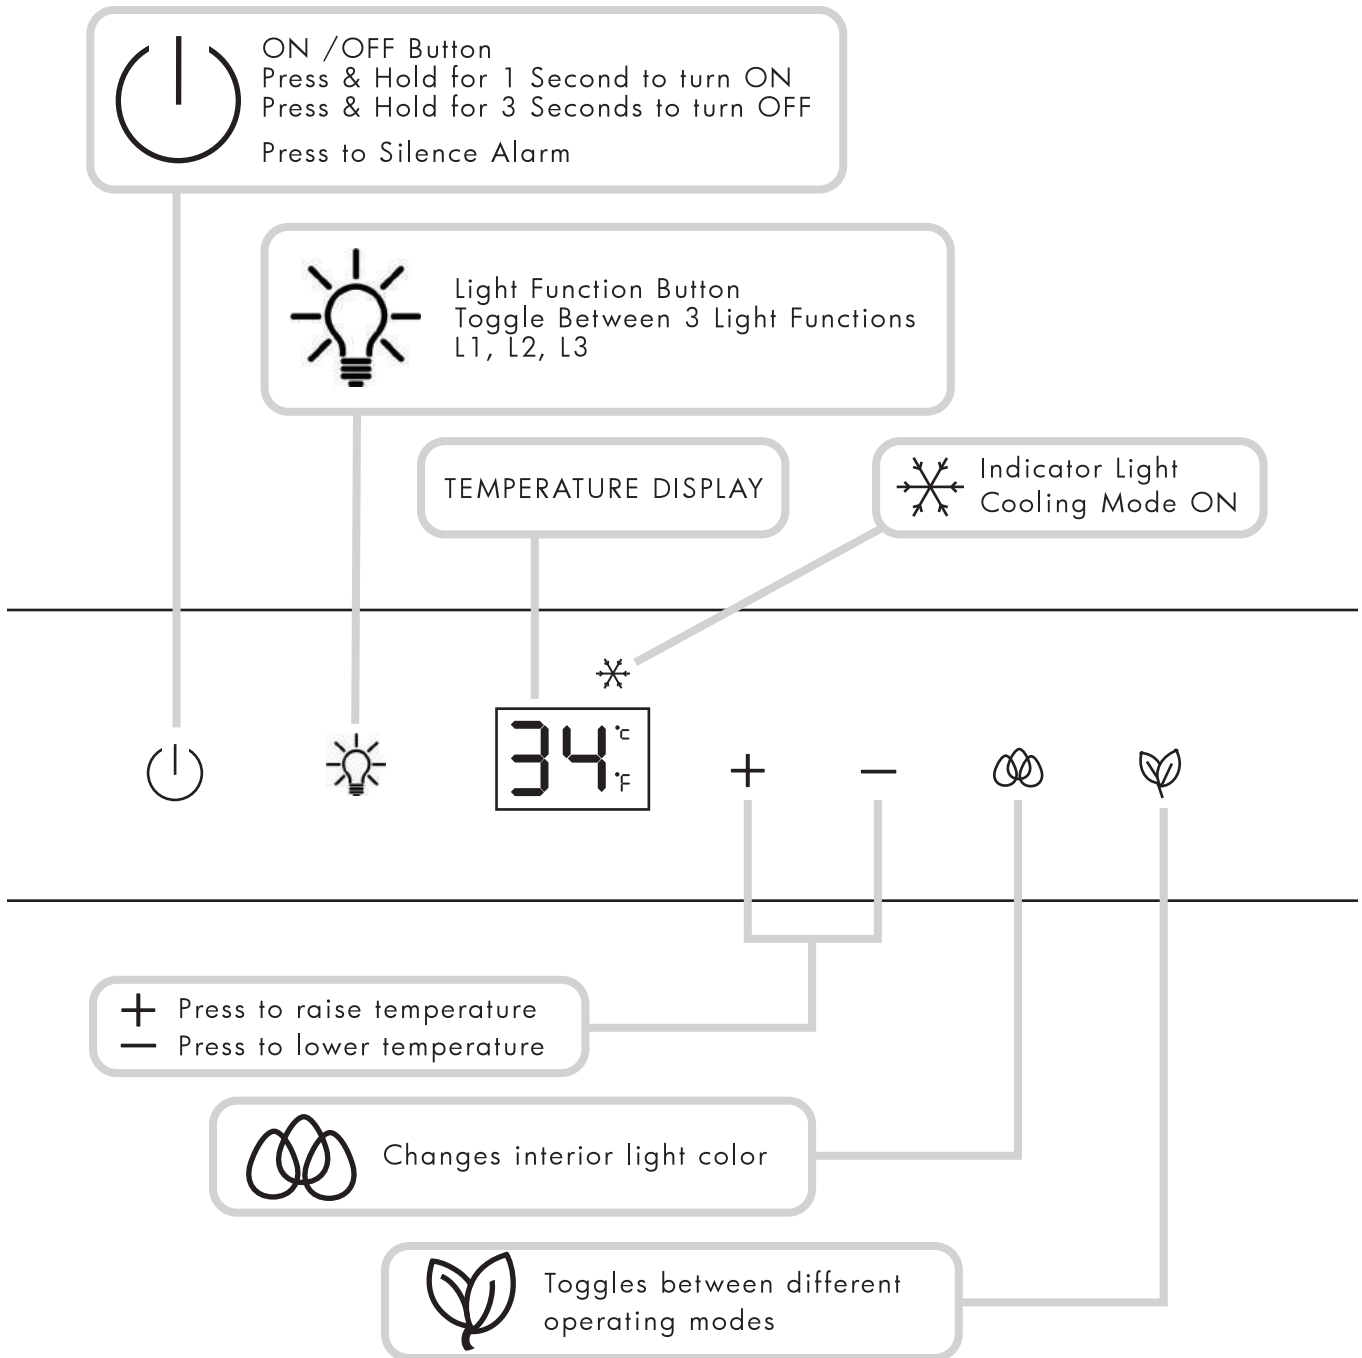 ON /OFF Button
Press & Hold for 1 Second to turn ON
Press & Hold for 3 Seconds to turn OFF
Press to Silence Alarm
Light Function Button
Toggle Between 3 Light Functions
L1, L2, L3
TEMPERATURE DISPLAY
Indicator Light
Cooling Mode ON
34 °C
°F
+ −
+ Press to raise temperature
− Press to lower temperature
Changes interior light color
Toggles between different
operating modes